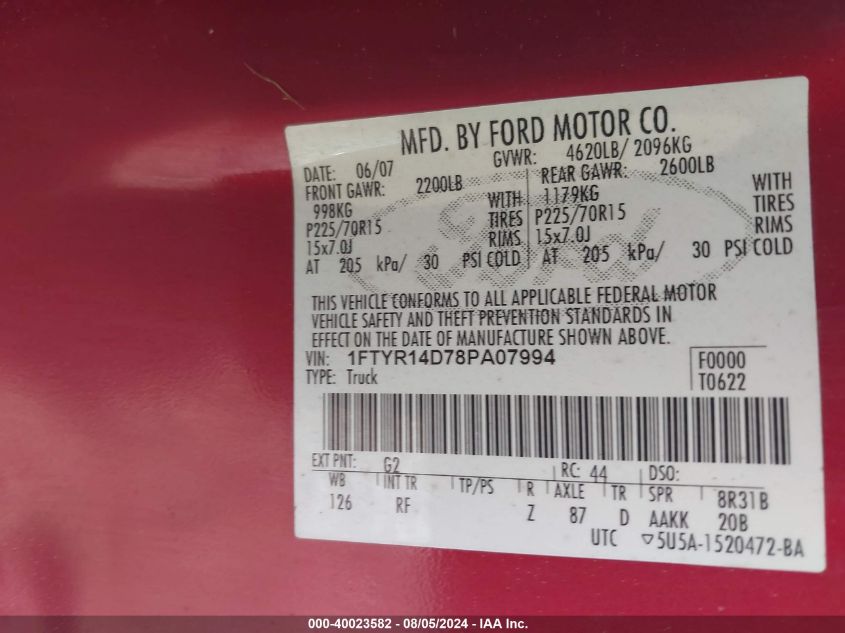 MFD. BY FORD MOTOR CO.
DATE: 06/07 GVWR: 4620LB/ 2096KG
FRONT GAWR: 2200LB REAR GAWR: 2600LB
998KG WITH 1179KG WITH
P225/70R15 TIRES P225/70R15 TIRES
15x7.0J RIMS 15x7.0J RIMS
AT 205 kPa/ 30 PSI COLD AT 205 kPa/ 30 PSI COLD
Ford
THIS VEHICLE CONFORMS TO ALL APPLICABLE FEDERAL MOTOR
VEHICLE SAFETY AND THEFT PREVENTION STANDARDS IN
EFFECT ON THE DATE OF MANUFACTURE SHOWN ABOVE.
VIN: 1FTYR14D78PA07994 F0000
TYPE: Truck T0622
EXT PNT: G2 RC: 44 DSO:
WB INT TR TP/PS R AXLE TR SPR 8R31B
126 RF Z 87 D AAKK 20B
UTC ▽5U5A-1520472-BA
000-40023582 - 08/05/2024 - IAA Inc.